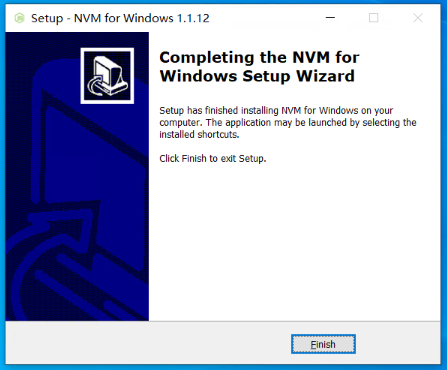 Setup - NVM for Windows 1.1.12
Completing the NVM for
Windows Setup Wizard
Setup has finished installing NVM for Windows on your
computer. The application may be launched by selecting the
installed shortcuts.
Click Finish to exit Setup.
Finish